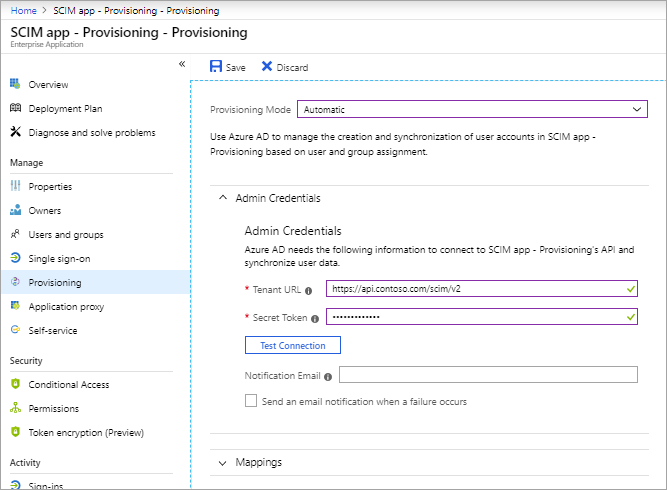 Home > SCIM app - Provisioning - Provisioning
SCIM app - Provisioning - Provisioning
Enterprise Application
«
Overview
Deployment Plan
Diagnose and solve problems
Manage
Properties
Owners
Users and groups
Single sign-on
Provisioning
Application proxy
Self-service
Security
Conditional Access
Permissions
Token encryption (Preview)
Activity
Sign-ins
Save Discard
Provisioning Mode Automatic
Use Azure AD to manage the creation and synchronization of user accounts in SCIM app -
Provisioning based on user and group assignment.
Admin Credentials
Admin Credentials
Azure AD needs the following information to connect to SCIM app - Provisioning's API and
synchronize user data.
* Tenant URL https://api.contoso.com/scim/v2
* Secret Token •••••••••••••
Test Connection
Notification Email
Send an email notification when a failure occurs
Mappings